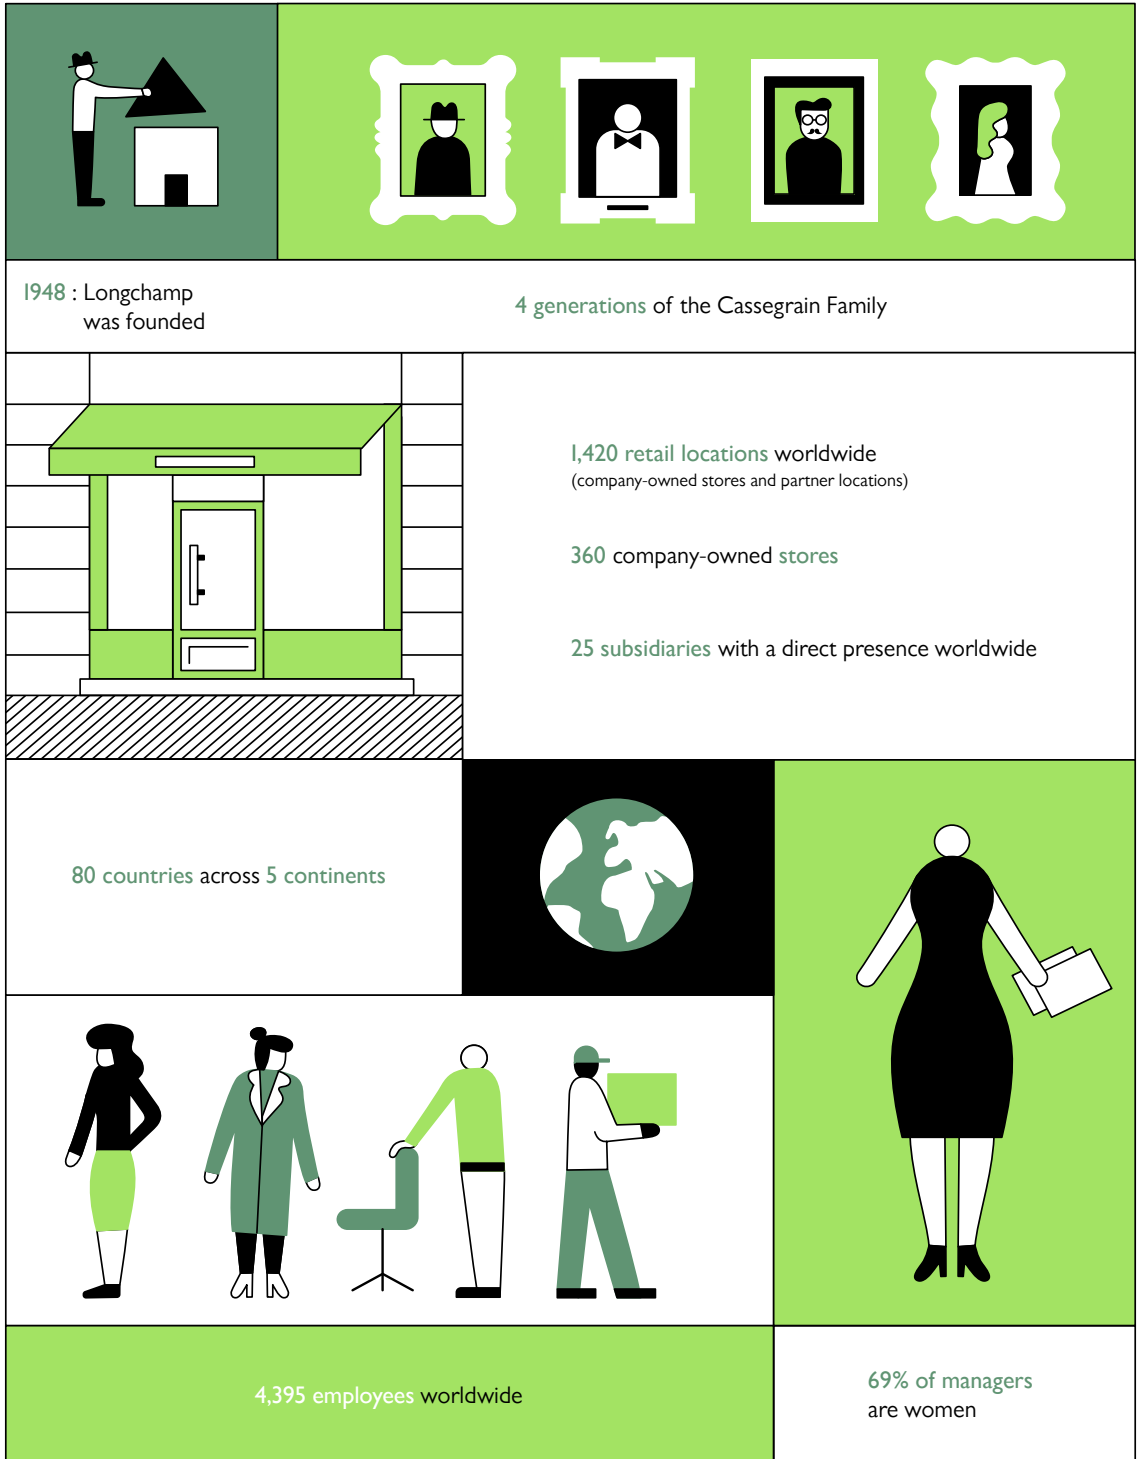 1948 : Longchamp
was founded
4 generations of the Cassegrain Family
1,420 retail locations worldwide
(company-owned stores and partner locations)
360 company-owned stores
25 subsidiaries with a direct presence worldwide
80 countries across 5 continents
4,395 employees worldwide
69% of managers
are women